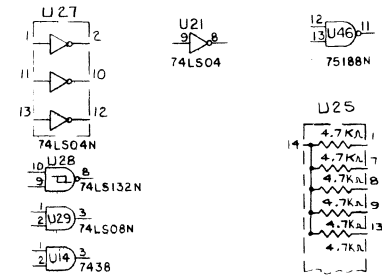 U27
1 2
11 10
13 12
74LS04N
U28
10
9 8
74LS132N
1
2 U29 3
74LS08N
1
2 U14 3
7438
U21
9 8
74LS04
12
13 U46 11
75188N
U25
4.7KΩ 1
14
4.7KΩ 7
4.7KΩ 8
4.7KΩ 9
4.7KΩ 13
4.7KΩ